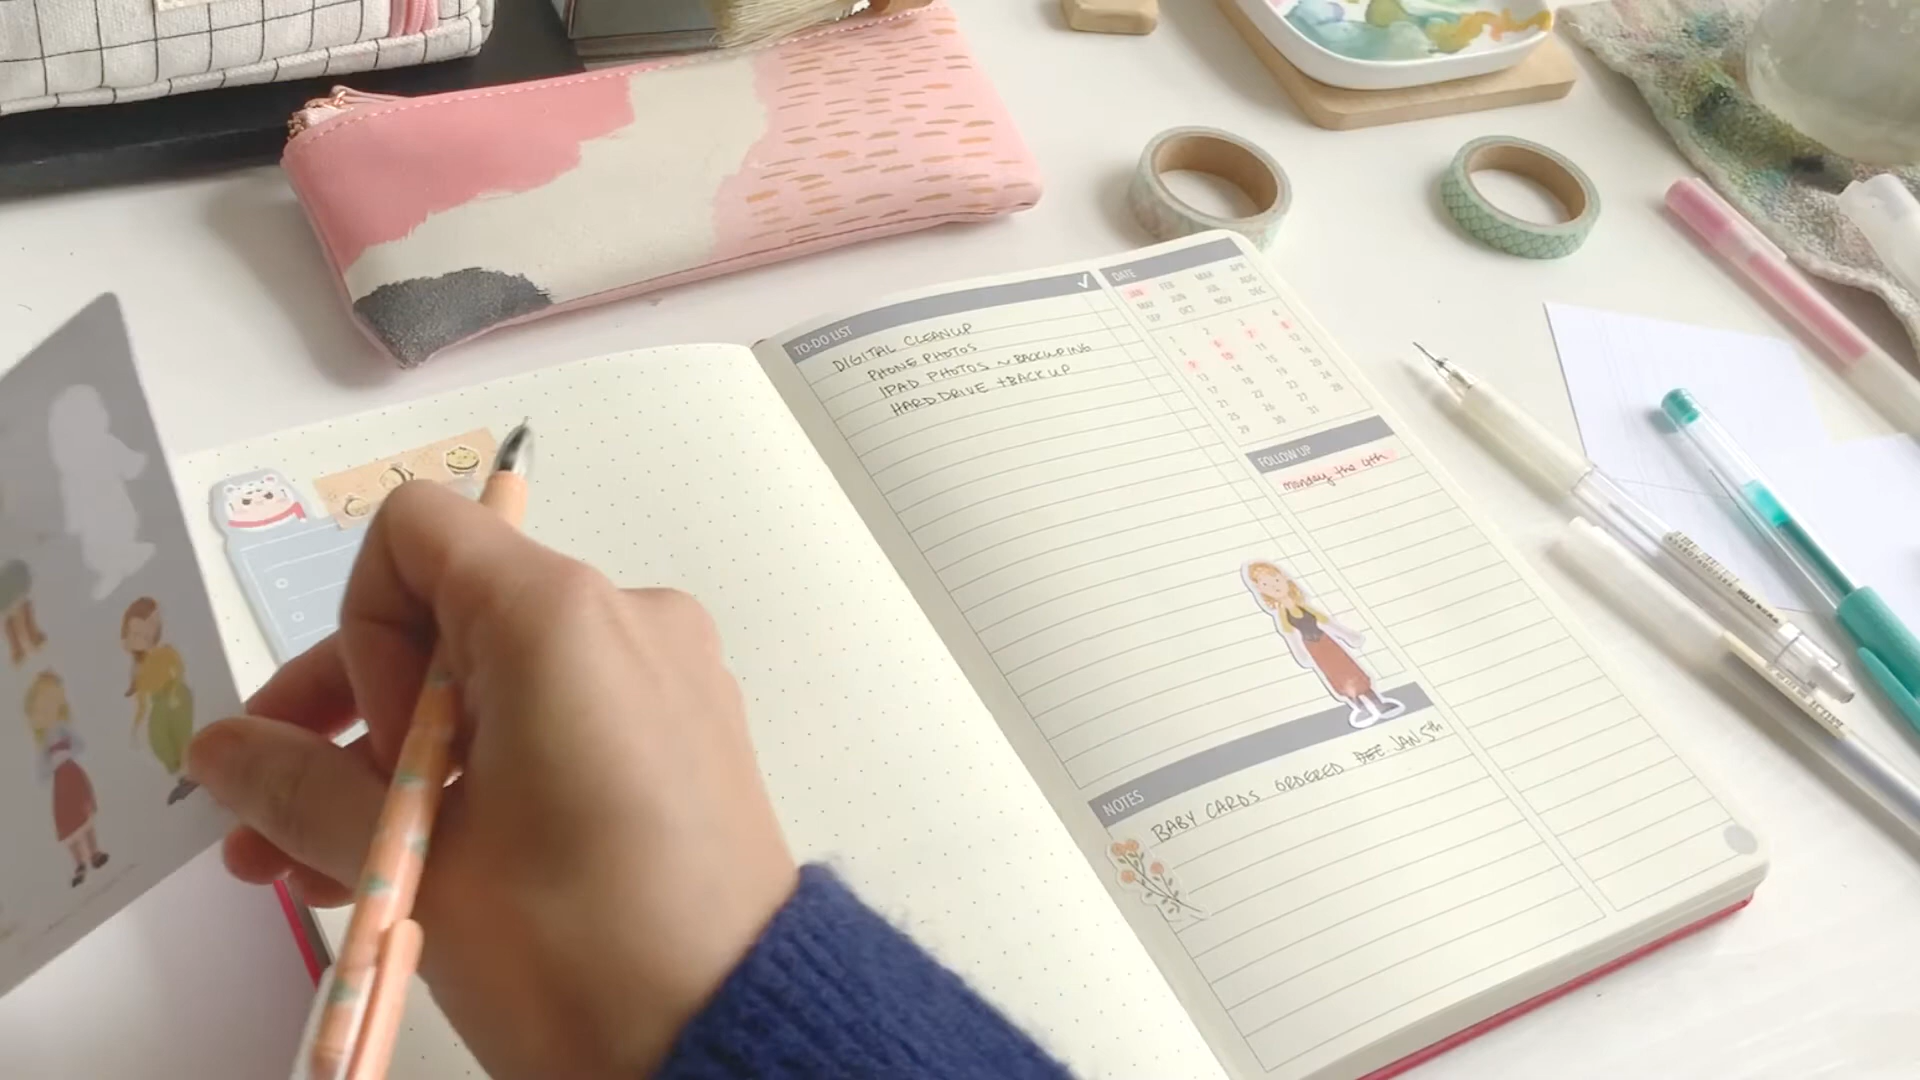 TO-DO LIST
DIGITAL CLEANUP
PHONE PHOTOS
IPAD PHOTOS ~ BACKUPING
HARD DRIVE + BACKUP
DATE
JAN FEB MAR APR
MAY JUN JUL AUG
SEP OCT NOV DEC
FOLLOW UP
monday the 4th
NOTES
BABY CARDS ORDERED DEC JAN 5th